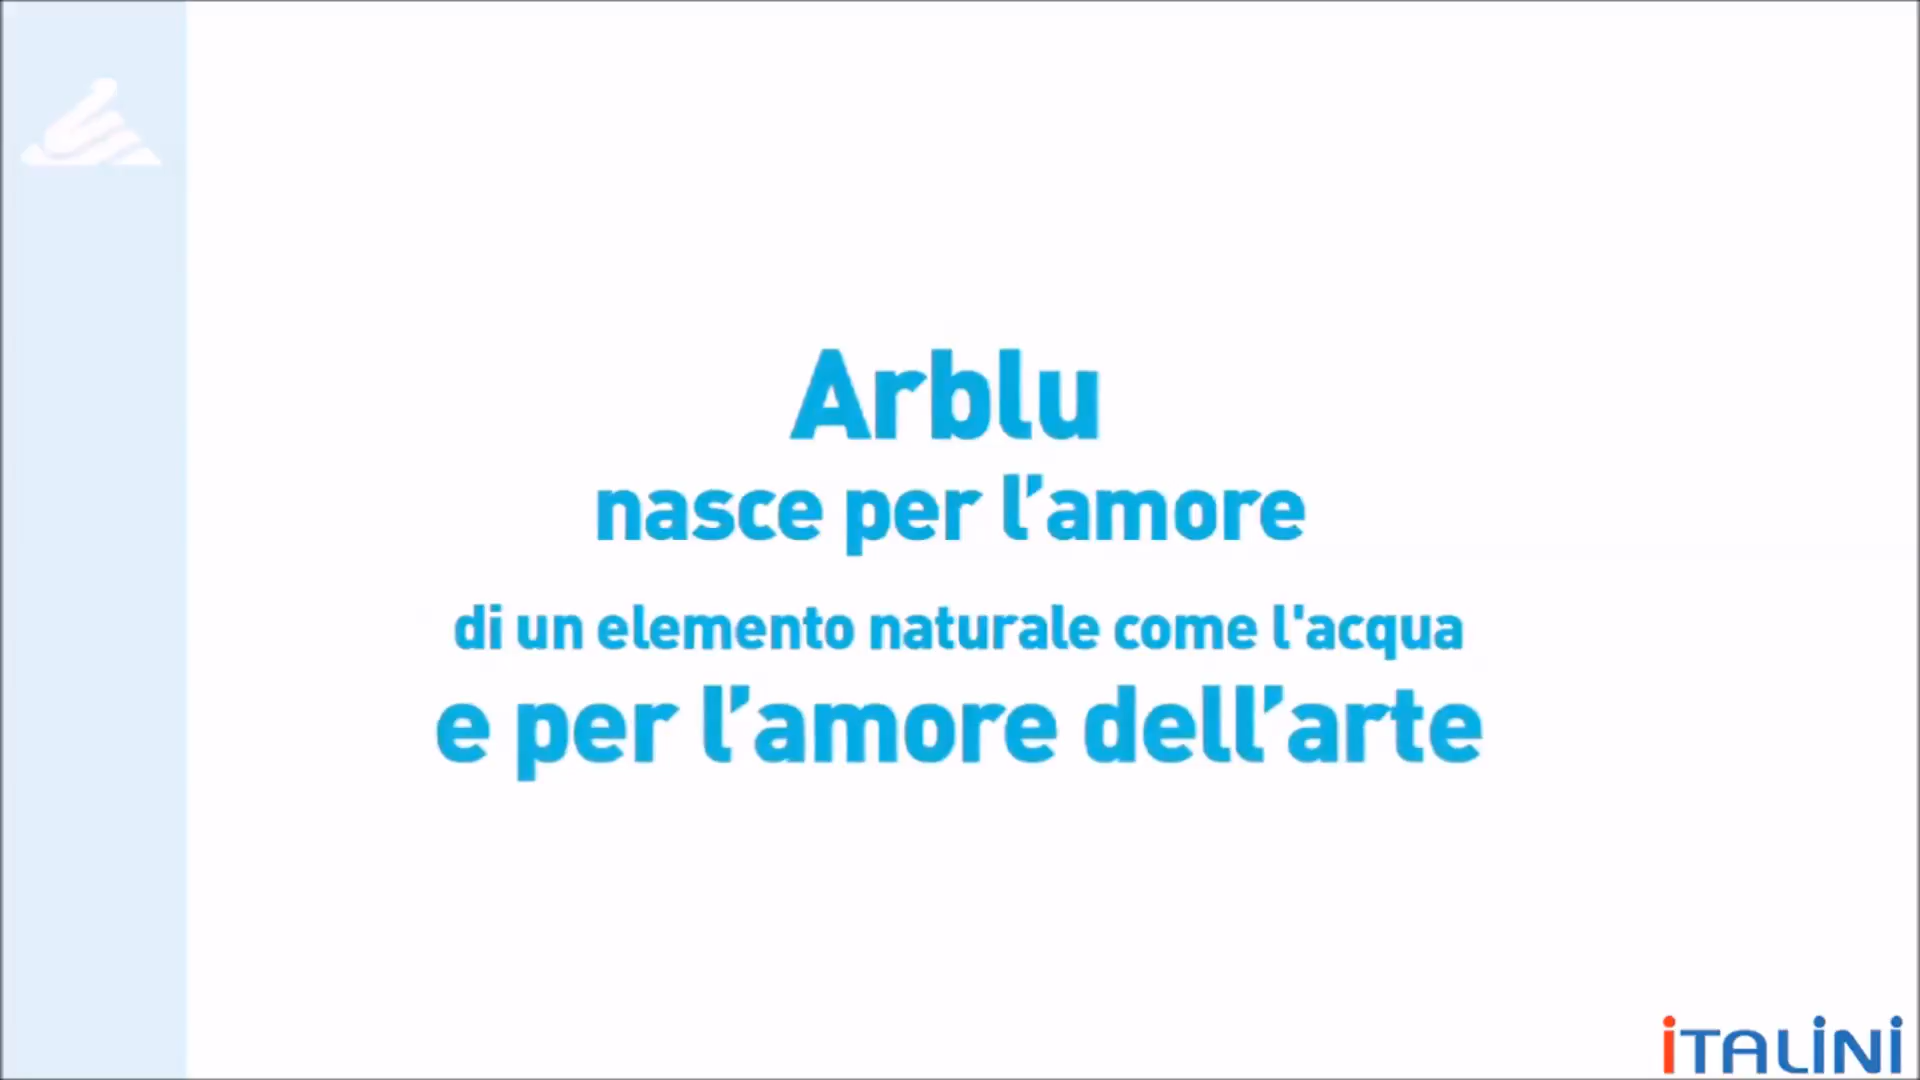 Arblu
nasce per l’amore
di un elemento naturale come l'acqua
e per l’amore dell’arte
iTALiNi